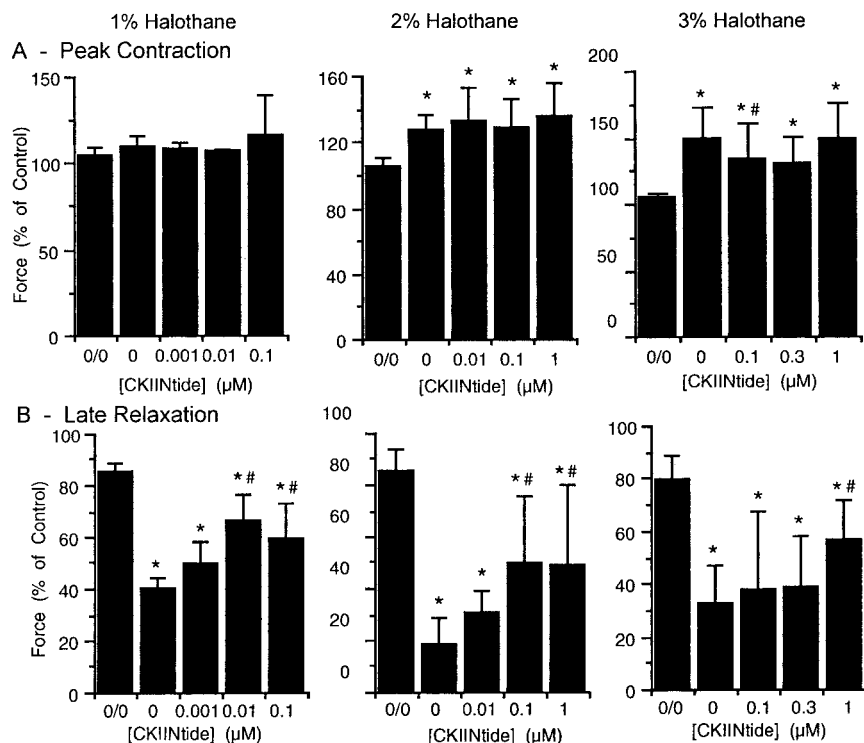 1% Halothane 2% Halothane 3% Halothane
A - Peak Contraction
Force (% of Control)
150
100
50
0
0/0 0 0.001 0.01 0.1
[CKIINtide] (µM)
160
120
80
40
0
* * * *
0/0 0 0.01 0.1 1
[CKIINtide] (µM)
200
150
100
50
0
* * # * *
0/0 0 0.1 0.3 1
[CKIINtide] (µM)
B - Late Relaxation
Force (% of Control)
100
80
60
40
20
0
* * * # * #
0/0 0 0.001 0.01 0.1
[CKIINtide] (µM)
100
80
60
40
20
0
* * * # * #
0/0 0 0.01 0.1 1
[CKIINtide] (µM)
100
80
60
40
20
0
* * * * #
0/0 0 0.1 0.3 1
[CKIINtide] (µM)